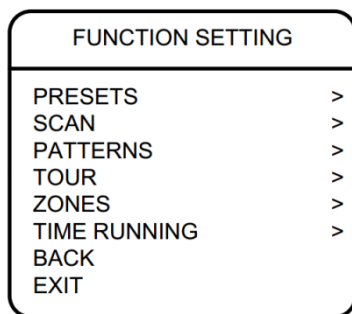 FUNCTION SETTING
PRESETS >
SCAN >
PATTERNS >
TOUR >
ZONES >
TIME RUNNING >
BACK
EXIT